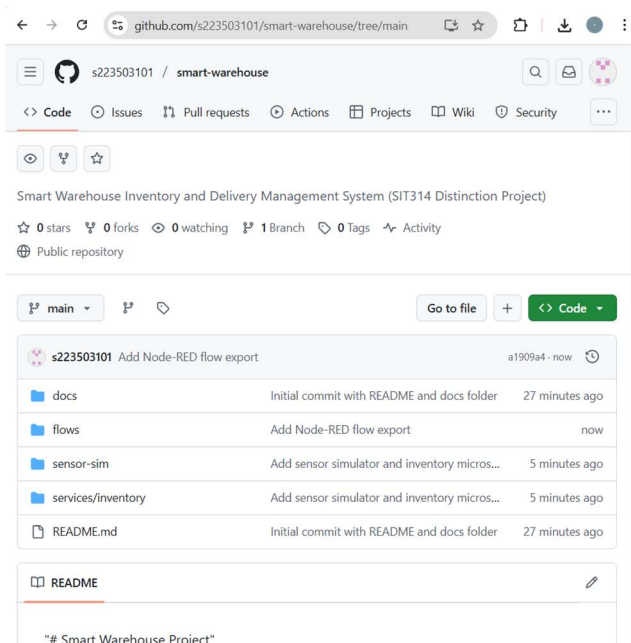 github.com/s223503101/smart-warehouse/tree/main
s223503101 / smart-warehouse
Code Issues Pull requests Actions Projects Wiki Security
Smart Warehouse Inventory and Delivery Management System (SIT314 Distinction Project)
0 stars 0 forks 0 watching 1 Branch 0 Tags Activity
Public repository
main Go to file Code
s223503101 Add Node-RED flow export a1909a4 · now
docs Initial commit with README and docs folder 27 minutes ago
flows Add Node-RED flow export now
sensor-sim Add sensor simulator and inventory micros... 5 minutes ago
services/inventory Add sensor simulator and inventory micros... 5 minutes ago
README.md Initial commit with README and docs folder 27 minutes ago
README
"# Smart Warehouse Project"